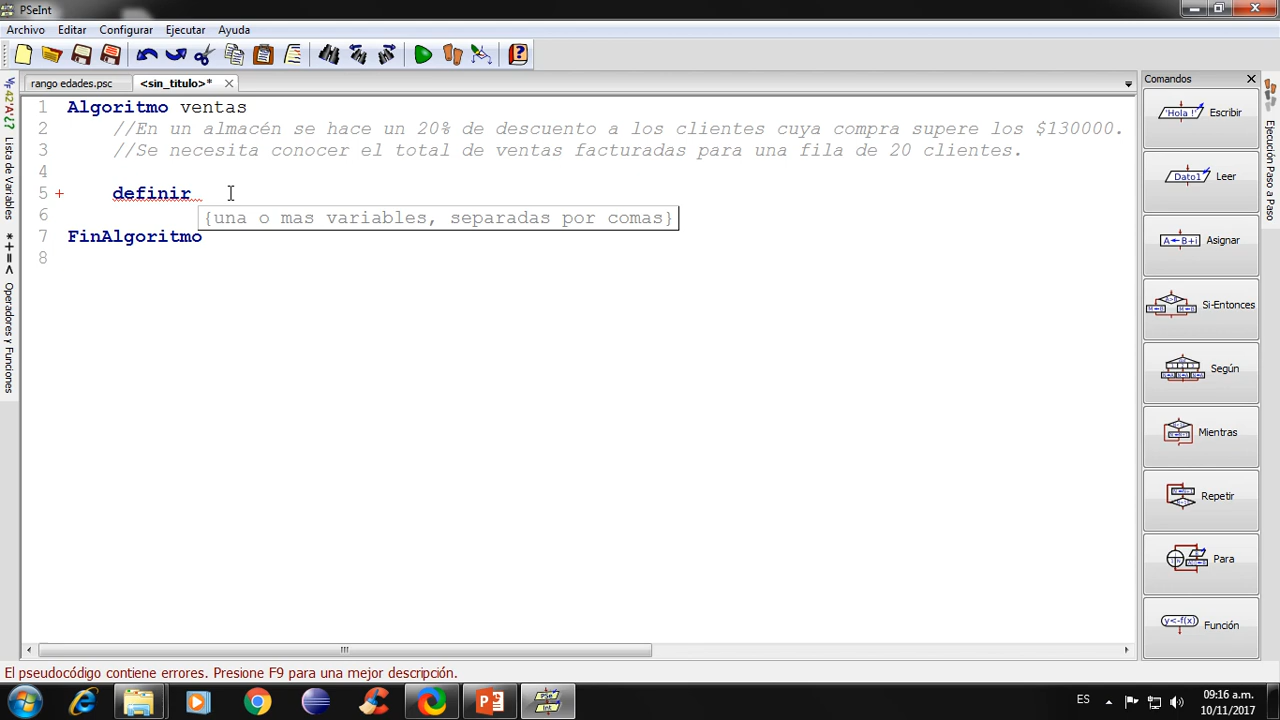 PSeInt
Archivo Editar Configurar Ejecutar Ayuda
rango edades.psc <sin_titulo>*
Comandos
1 Algoritmo ventas
2 //En un almacén se hace un 20% de descuento a los clientes cuya compra supere los $130000.
3 //Se necesita conocer el total de ventas facturadas para una fila de 20 clientes.
4
5 + definir
6 {una o mas variables, separadas por comas}
7 FinAlgoritmo
8
Lista de Variables
Operadores y Funciones
*+=<
'Hola !' Escribir
Dato1 Leer
A←B+i Asignar
Si-Entonces
Según
Mientras
Repetir
Para
y<-f(x) Función
Ejecución Paso a Paso
El pseudocódigo contiene errores. Presione F9 para una mejor descripción.
ES
09:16 a.m.
10/11/2017